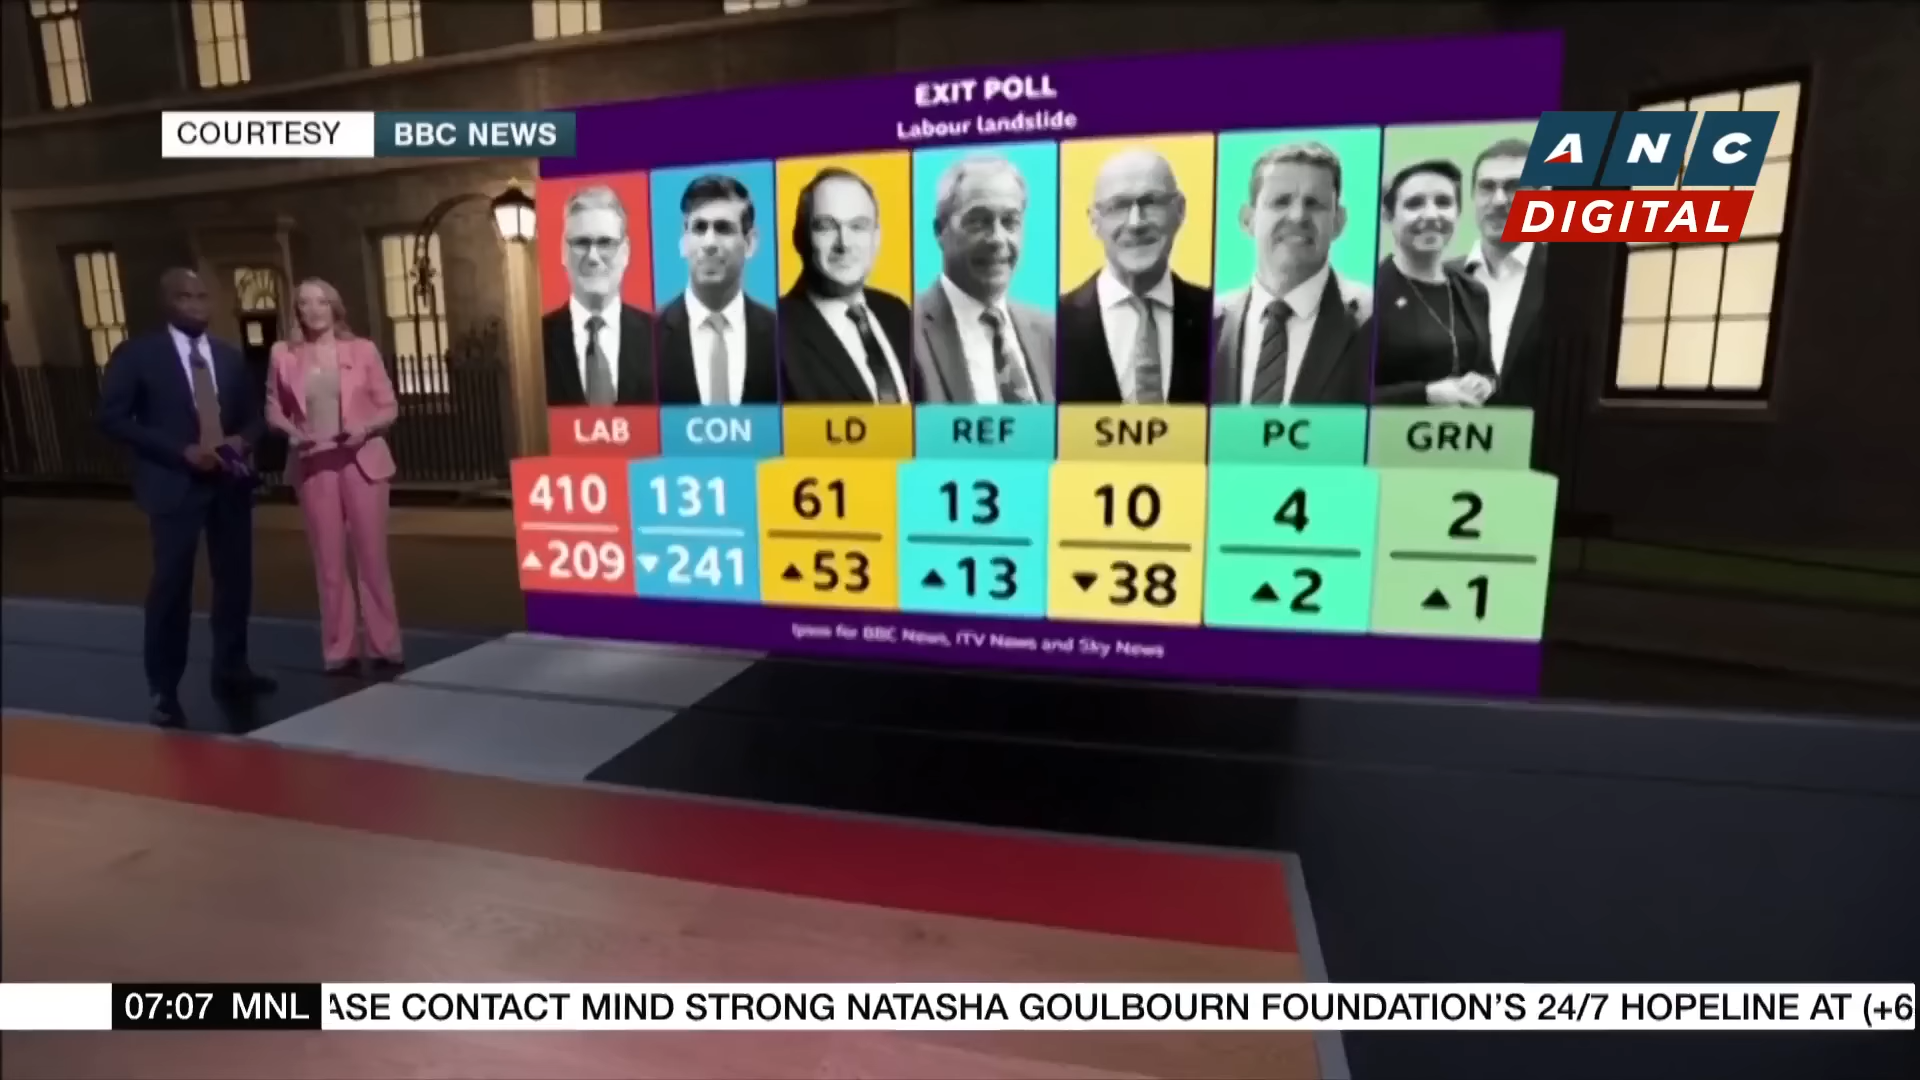 COURTESY BBC NEWS
ANC
DIGITAL
EXIT POLL
Labour landslide
LAB CON LD REF SNP PC GRN
410 131 61 13 10 4 2
▲209 ▼241 ▲53 ▲13 ▼38 ▲2 ▲1
Ipsos for BBC News, ITV News and Sky News
07:07 MNL ASE CONTACT MIND STRONG NATASHA GOULBOURN FOUNDATION'S 24/7 HOPELINE AT (+6